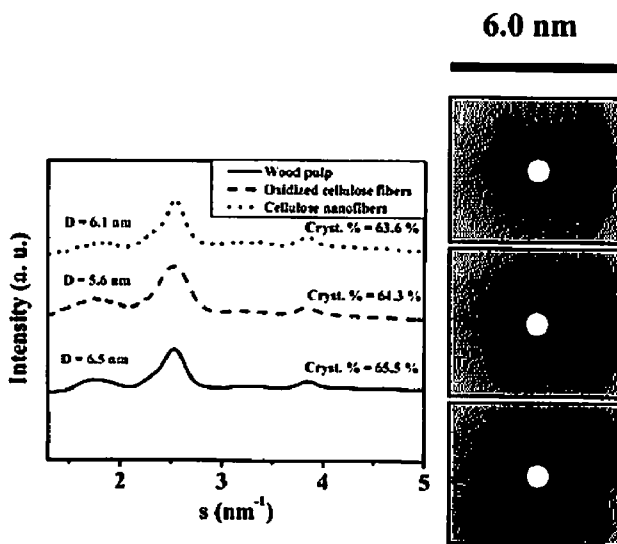 6.0 nm
Wood pulp
Oxidized cellulose fibers
Cellulose nanofibers
D = 6.1 nm
Cryst. % = 63.6 %
D = 5.6 nm
Cryst. % = 64.3 %
D = 6.5 nm
Cryst. % = 65.5 %
Intensity (a. u.)
2 3 4 5
s (nm⁻¹)